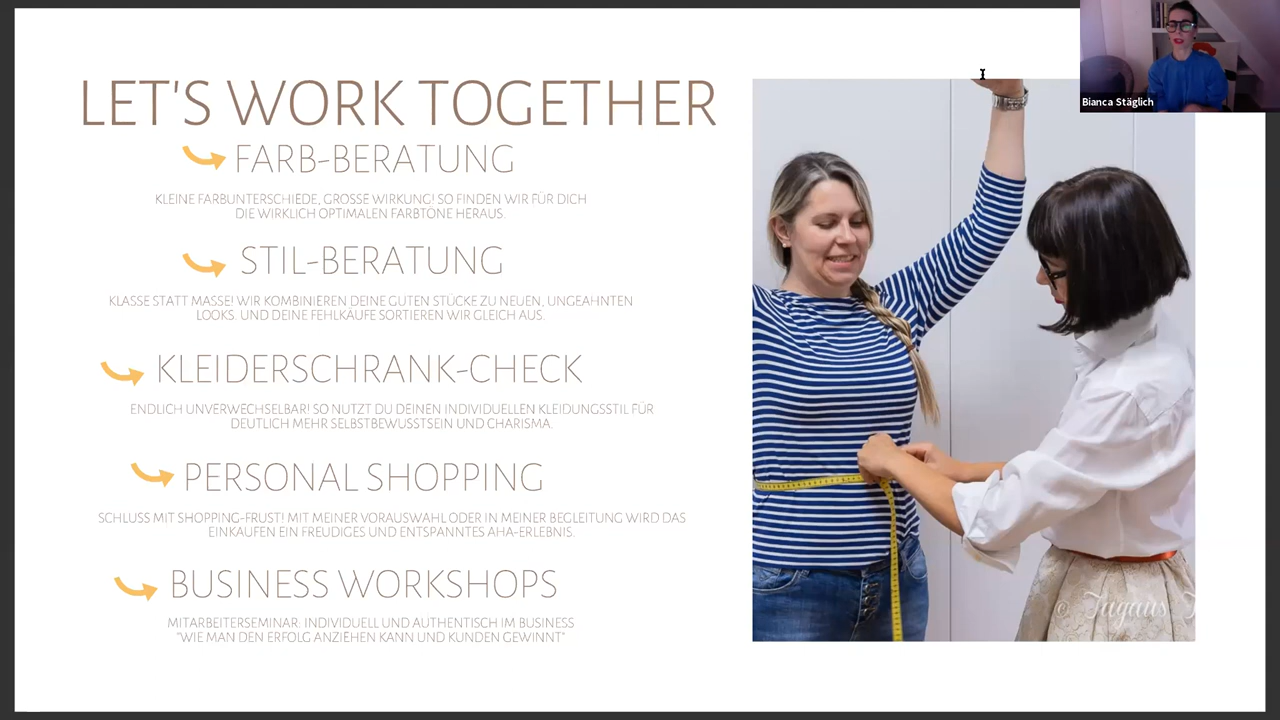 LET'S WORK TOGETHER
FARB-BERATUNG
KLEINE FARBUNTERSCHIEDE, GROSSE WIRKUNG! SO FINDEN WIR FÜR DICH
DIE WIRKLICH OPTIMALEN FARBTÖNE HERAUS.
STIL-BERATUNG
KLASSE STATT MASSE! WIR KOMBINIEREN DEINE GUTEN STÜCKE ZU NEUEN, UNGEAHNTEN
LOOKS. UND DEINE FEHLKÄUFE SORTIEREN WIR GLEICH AUS.
KLEIDERSCHRANK-CHECK
ENDLICH UNVERWECHSELBAR! SO NUTZT DU DEINEN INDIVIDUELLEN KLEIDUNGSSTIL FÜR
DEUTLICH MEHR SELBSTBEWUSSTSEIN UND CHARISMA.
PERSONAL SHOPPING
SCHLUSS MIT SHOPPING-FRUST! MIT MEINER VORAUSWAHL ODER IN MEINER BEGLEITUNG WIRD DAS
EINKAUFEN EIN FREUDIGES UND ENTSPANNTES AHA-ERLEBNIS.
BUSINESS WORKSHOPS
MITARBEITERSEMINAR: INDIVIDUELL UND AUTHENTISCH IM BUSINESS
"WIE MAN DEN ERFOLG ANZIEHEN KANN UND KUNDEN GEWINNT"
Bianca Stäglich